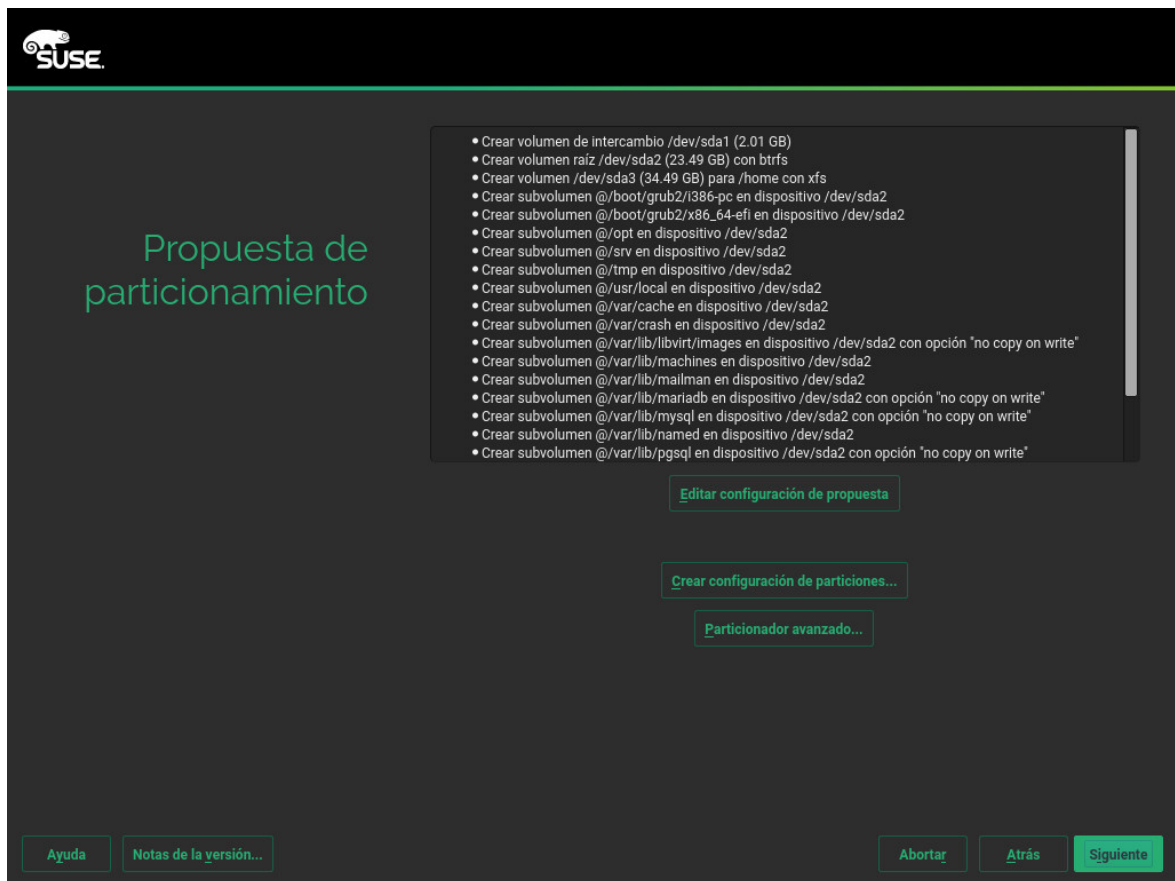 SUSE.
Propuesta de
particionamiento
• Crear volumen de intercambio /dev/sda1 (2.01 GB)
• Crear volumen raíz /dev/sda2 (23.49 GB) con btrfs
• Crear volumen /dev/sda3 (34.49 GB) para /home con xfs
• Crear subvolumen @/boot/grub2/i386-pc en dispositivo /dev/sda2
• Crear subvolumen @/boot/grub2/x86_64-efi en dispositivo /dev/sda2
• Crear subvolumen @/opt en dispositivo /dev/sda2
• Crear subvolumen @/srv en dispositivo /dev/sda2
• Crear subvolumen @/tmp en dispositivo /dev/sda2
• Crear subvolumen @/usr/local en dispositivo /dev/sda2
• Crear subvolumen @/var/cache en dispositivo /dev/sda2
• Crear subvolumen @/var/crash en dispositivo /dev/sda2
• Crear subvolumen @/var/lib/libvirt/images en dispositivo /dev/sda2 con opción "no copy on write"
• Crear subvolumen @/var/lib/machines en dispositivo /dev/sda2
• Crear subvolumen @/var/lib/mailman en dispositivo /dev/sda2
• Crear subvolumen @/var/lib/mariadb en dispositivo /dev/sda2 con opción "no copy on write"
• Crear subvolumen @/var/lib/mysql en dispositivo /dev/sda2 con opción "no copy on write"
• Crear subvolumen @/var/lib/named en dispositivo /dev/sda2
• Crear subvolumen @/var/lib/pgsql en dispositivo /dev/sda2 con opción "no copy on write"
Editar configuración de propuesta
Crear configuración de particiones...
Particionador avanzado...
Ayuda
Notas de la versión...
Abortar
Atrás
Siguiente